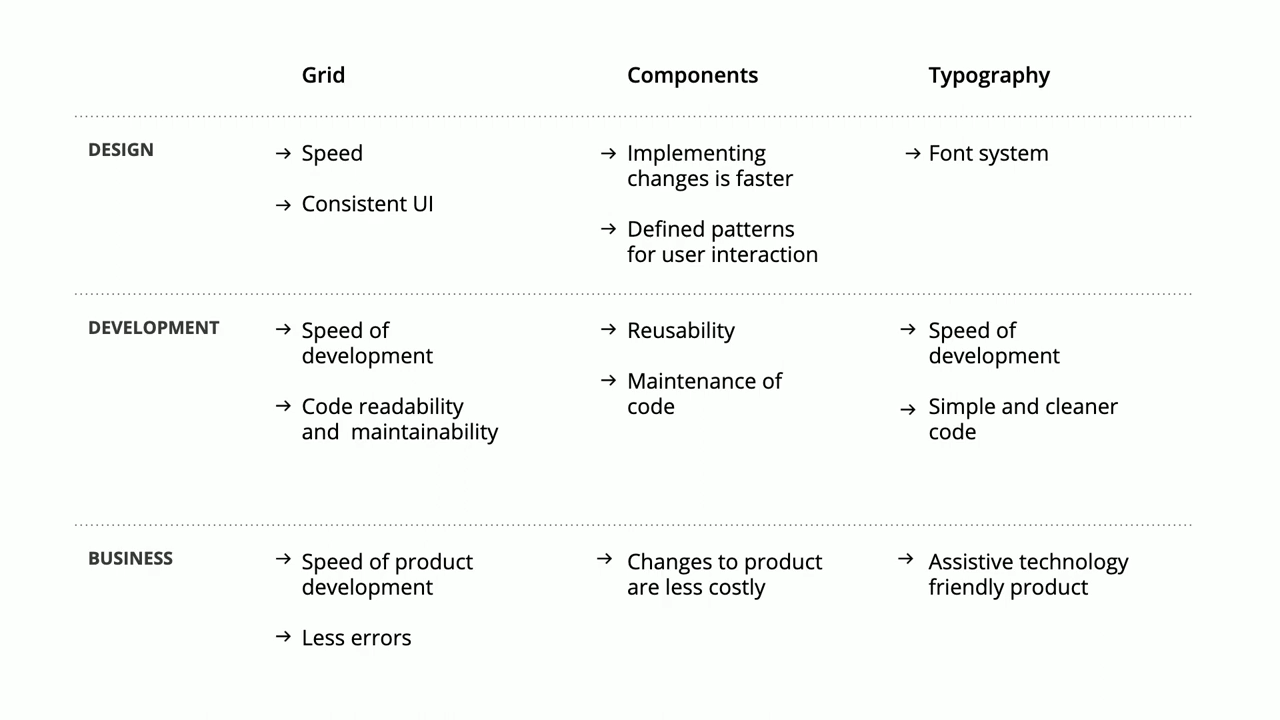 Grid Components Typography
DESIGN
→ Speed
→ Consistent UI
→ Implementing
changes is faster
→ Defined patterns
for user interaction
→ Font system
DEVELOPMENT
→ Speed of
development
→ Code readability
and  maintainability
→ Reusability
→ Maintenance of
code
→ Speed of
development
→ Simple and cleaner
code
BUSINESS
→ Speed of product
development
→ Less errors
→ Changes to product
are less costly
→ Assistive technology
friendly product